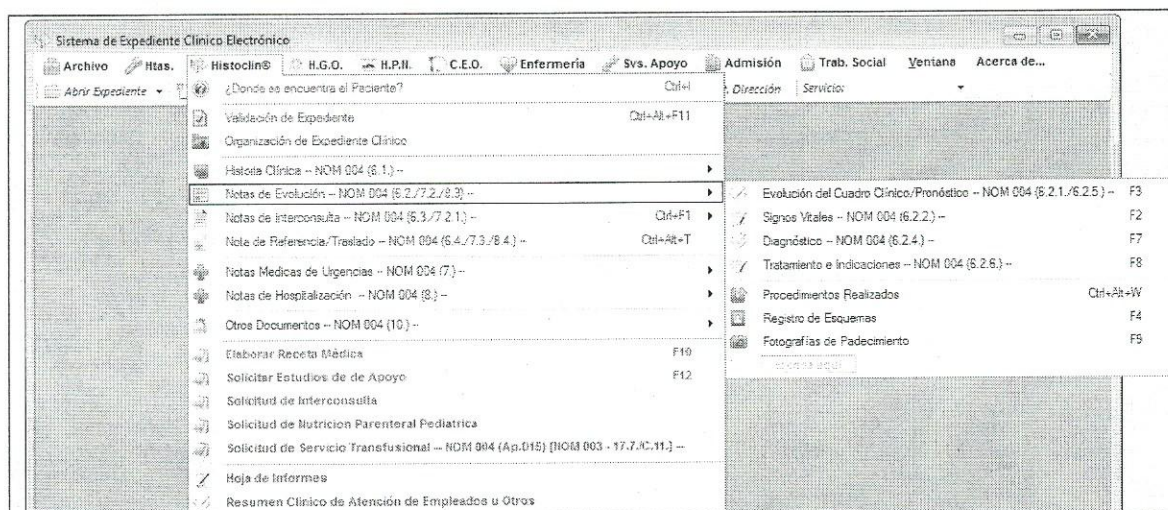 Sistema de Expediente Clínico Electrónico
Archivo Htas. Histoclin® H.G.O. H.P.II. C.E.O. Enfermería Svs. Apoyo Admisión Trab. Social Ventana Acerca de...
Abrir Expediente Dirección Servicio:
¿Donde se encuentra el Paciente? Ctrl+I
Validación de Expediente Ctrl+Alt+F11
Organización de Expediente Clínico
Historia Clínica -- NOM 004 (6.1.) --
Notas de Evolución -- NOM 004 (6.2./7.2./8.3) --
Evolución del Cuadro Clínico/Pronóstico -- NOM 004 (6.2.1./6.2.5.) -- F3
Notas de Interconsulta -- NOM 004 (6.3./7.2.1.) -- Ctrl+F1
Signos Vitales -- NOM 004 (6.2.2.) -- F2
Nota de Referencia/Traslado -- NOM 004 (6.4./7.3./8.4.) -- Ctrl+Alt+T
Diagnóstico -- NOM 004 (6.2.4.) -- F7
Notas Medicas de Urgencias -- NOM 004 (7.) --
Tratamiento e Indicaciones -- NOM 004 (6.2.6.) -- F8
Notas de Hospitalización -- NOM 004 (8.) --
Procedimientos Realizados Ctrl+Alt+W
Otros Documentos -- NOM 004 (10.) --
Registro de Esquemas F4
Fotografías de Padecimiento F9
Elaborar Receta Médica F10
Solicitar Estudios de de Apoyo F12
Solicitud de Interconsulta
Solicitud de Nutricion Parenteral Pediatrica
Solicitud de Servicio Transfusional -- NOM 004 (Ap.D15) [NOM 003 - 17.7./C.11.] --
Hoja de Informes
Resumen Clínico de Atención de Empleados u Otros